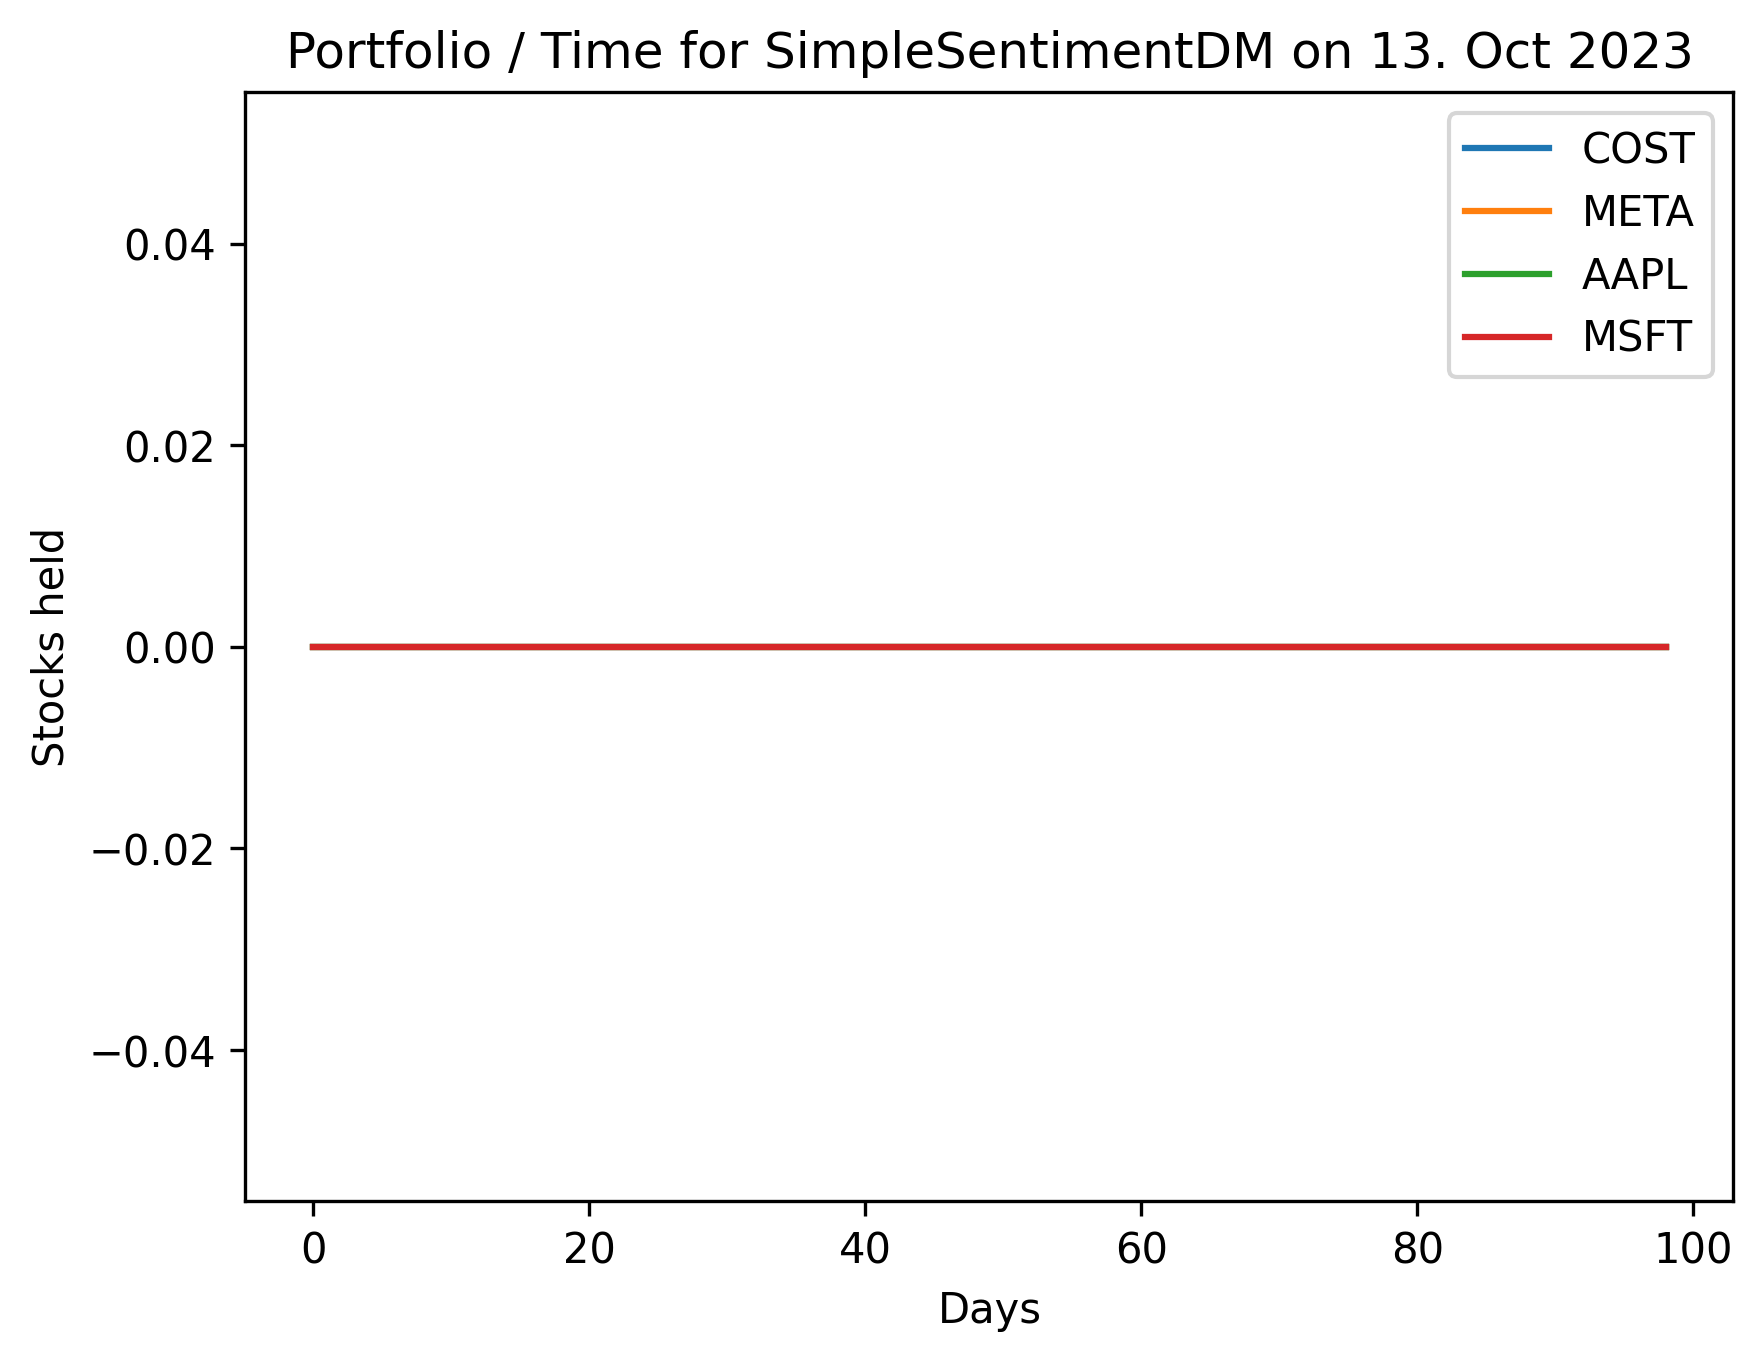 Portfolio / Time for SimpleSentimentDM on 13. Oct 2023
COST
META
AAPL
MSFT
Stocks held
0.04
0.02
0.00
−0.02
−0.04
0 20 40 60 80 100
Days